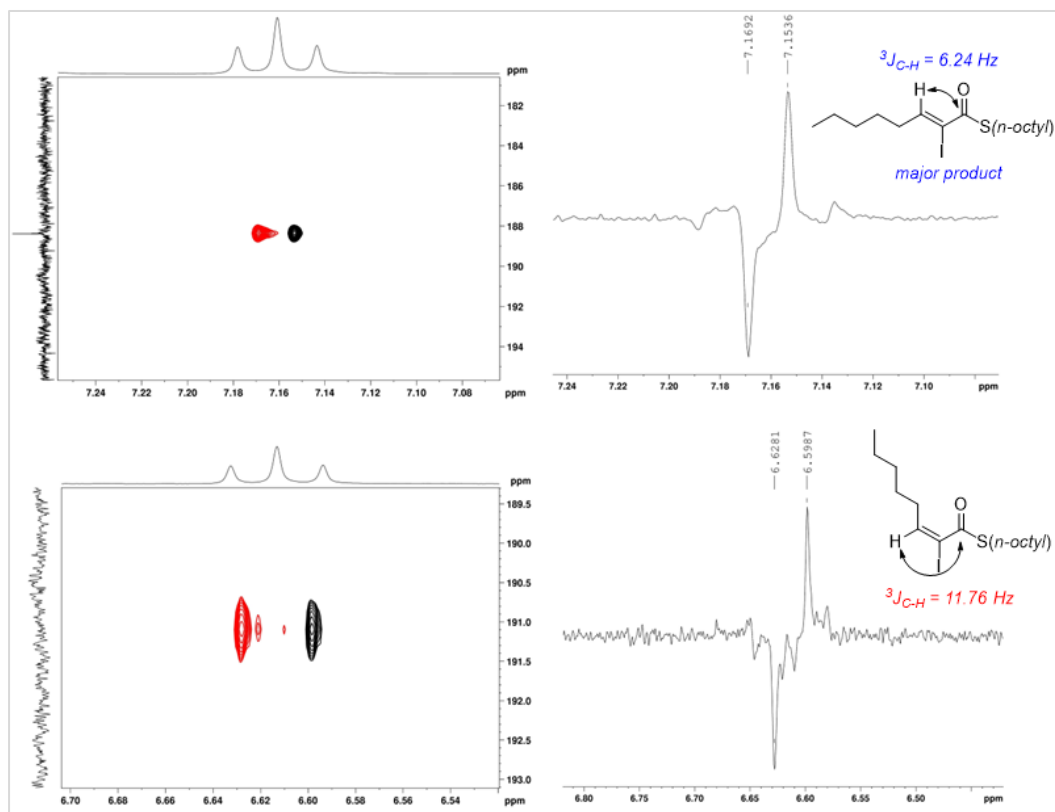 ppm
182
184
186
188
190
192
194
7.24 7.22 7.20 7.18 7.16 7.14 7.12 7.10 7.08 ppm
7.1692
7.1536
³J_C-H = 6.24 Hz
H O
S(n-octyl)
I
major product
7.24 7.22 7.20 7.18 7.16 7.14 7.12 7.10 ppm
ppm
189.5
190.0
190.5
191.0
191.5
192.0
192.5
193.0
6.70 6.68 6.66 6.64 6.62 6.60 6.58 6.56 6.54 ppm
6.6281
6.5987
O
H S(n-octyl)
I
³J_C-H = 11.76 Hz
6.80 6.75 6.70 6.65 6.60 6.55 6.50 ppm